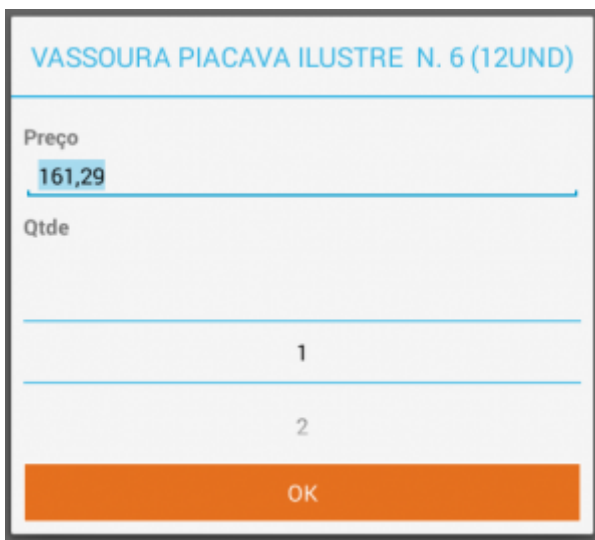 VASSOURA PIACAVA ILUSTRE N. 6 (12UND)
Preço
161,29
Qtde
1
2
OK